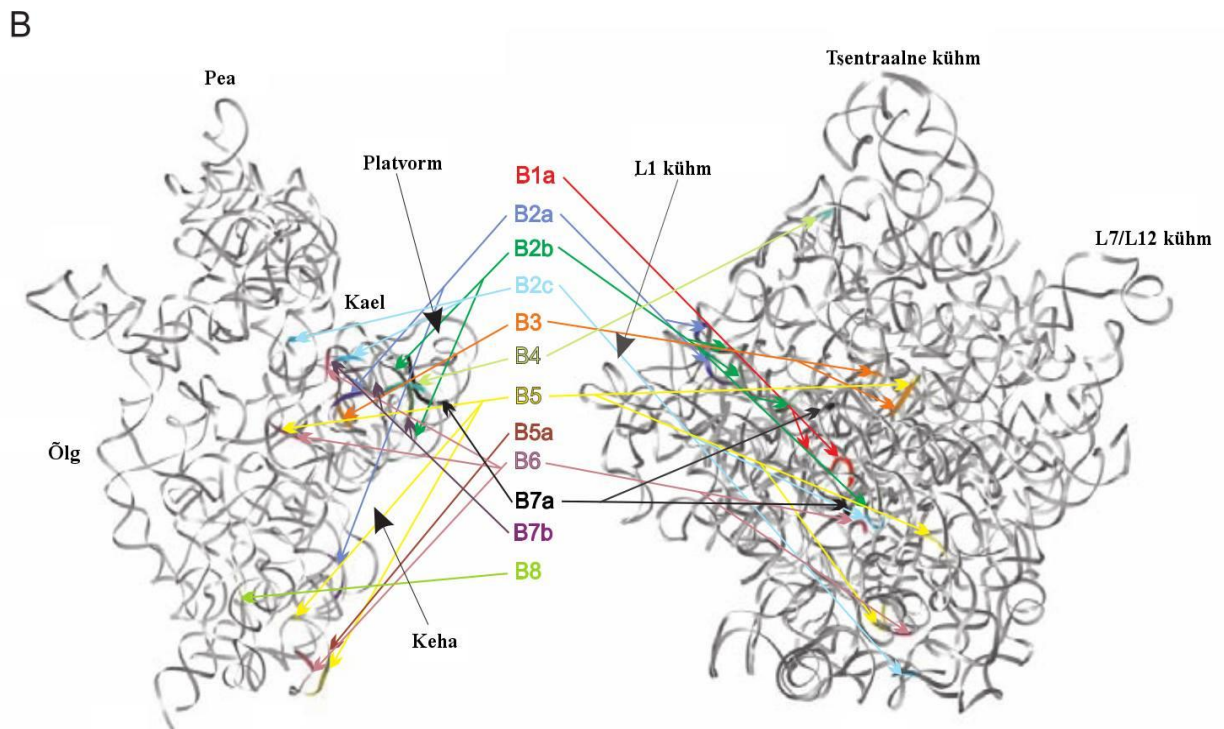 B
Pea
Tsentraalne kühm
Platvorm
L1 kühm
B1a
B2a
B2b
L7/L12 kühm
B2c
Kael
B3
B4
B5
B5a
Õlg
B6
B7a
B7b
B8
Keha